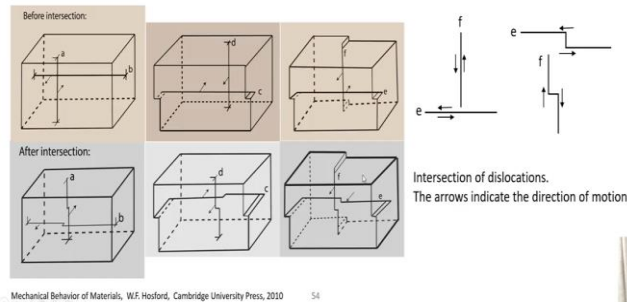 Before intersection:
a
b
d
c
f
e
f
e
e
f
After intersection:
a
b
d
c
f
e
Intersection of dislocations.
The arrows indicate the direction of motion
Mechanical Behavior of Materials, W.F. Hosford, Cambridge University Press, 2010
54